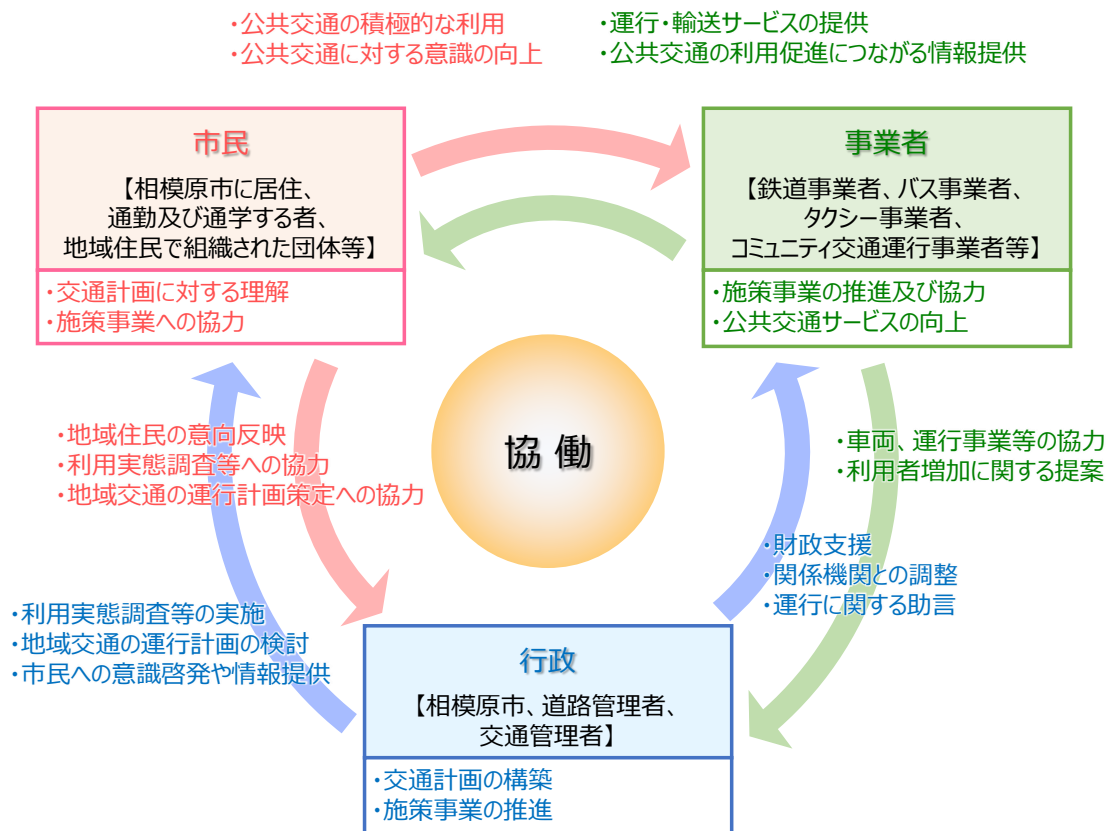 ・公共交通の積極的な利用
・公共交通に対する意識の向上
・運行・輸送サービスの提供
・公共交通の利用促進につながる情報提供
市民
【相模原市に居住、
通勤及び通学する者、
地域住民で組織された団体等】
・交通計画に対する理解
・施策事業への協力
事業者
【鉄道事業者、バス事業者、
タクシー事業者、
コミュニティ交通運行事業者等】
・施策事業の推進及び協力
・公共交通サービスの向上
協働
・地域住民の意向反映
・利用実態調査等への協力
・地域交通の運行計画策定への協力
・車両、運行事業等の協力
・利用者増加に関する提案
・財政支援
・関係機関との調整
・運行に関する助言
・利用実態調査等の実施
・地域交通の運行計画の検討
・市民への意識啓発や情報提供
行政
【相模原市、道路管理者、
交通管理者】
・交通計画の構築
・施策事業の推進